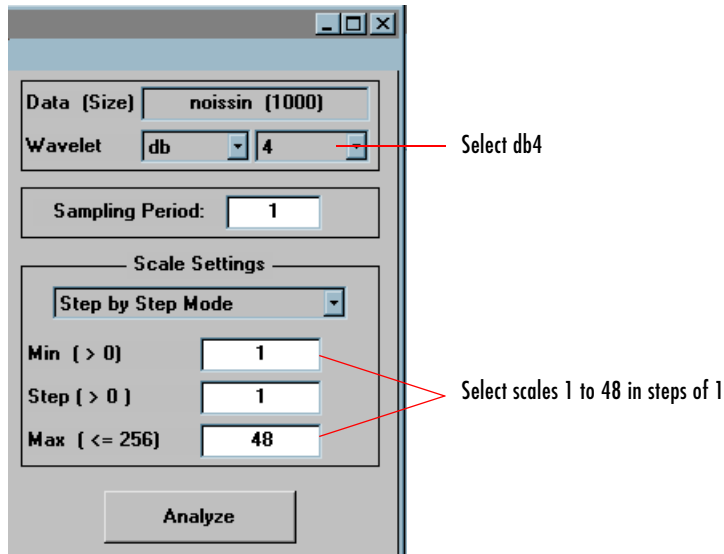 Data (Size) noissin (1000)
Wavelet db 4
Select db4
Sampling Period: 1
Scale Settings
Step by Step Mode
Min ( > 0) 1
Step ( > 0 ) 1
Select scales 1 to 48 in steps of 1
Max ( <= 256) 48
Analyze